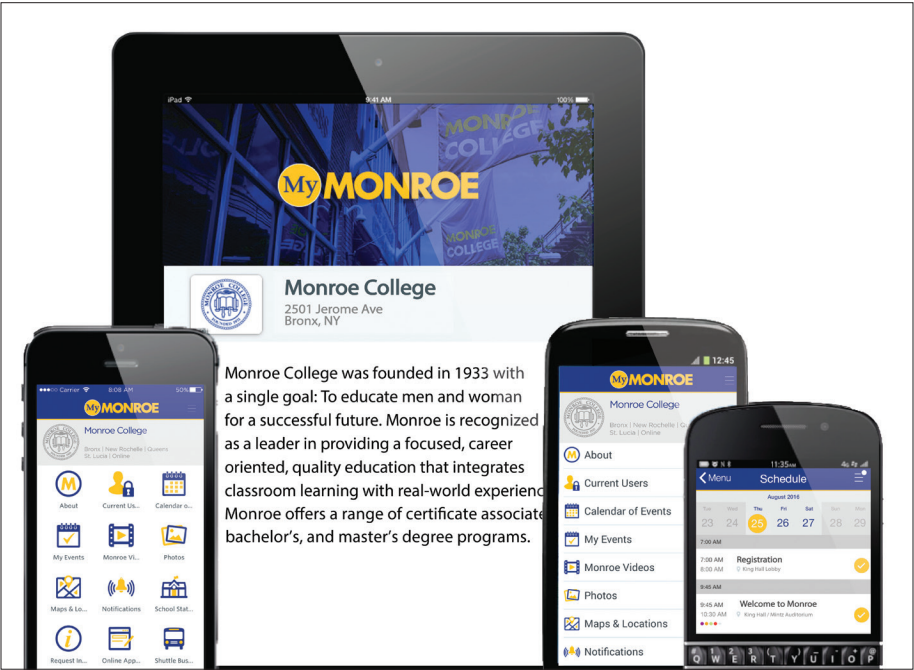 iPad 9:41 AM 100%
MONROE
COLLEGE
MONROE
COLLEGE
My MONROE
Monroe College
2501 Jerome Ave
Bronx, NY
Monroe College was founded in 1933 with
a single goal: To educate men and woman
for a successful future. Monroe is recognized
as a leader in providing a focused, career
oriented, quality education that integrates
classroom learning with real-world experienc
Monroe offers a range of certificate associate
bachelor's, and master's degree programs.
Carrier 8:08 AM 50%
My MONROE
Monroe College
Bronx | New Rochelle | Queens
St. Lucia | Online
About Current Us... Calendar o...
My Events Monroe Vi... Photos
Maps & Lo... Notifications School Stat...
Request In... Online App... Shuttle Bus...
12:45
My MONROE
Monroe College
Bronx | New Rochelle | Qu
St. Lucia | Online
About
Current Users
Calendar of Events
My Events
Monroe Videos
Photos
Maps & Locations
Notifications
11:35AM 4G
Menu Schedule
August 2016
Tue Wed Thu Fri Sat Sun Mon
23 24 25 26 27 28 29
7:00 AM
7:00 AM Registration
8:00 AM King Hall Lobby
9:45 AM
9:45 AM Welcome to Monroe
10:30 AM King Hall / Mintz Auditorium
Q W E R T Y U I O P